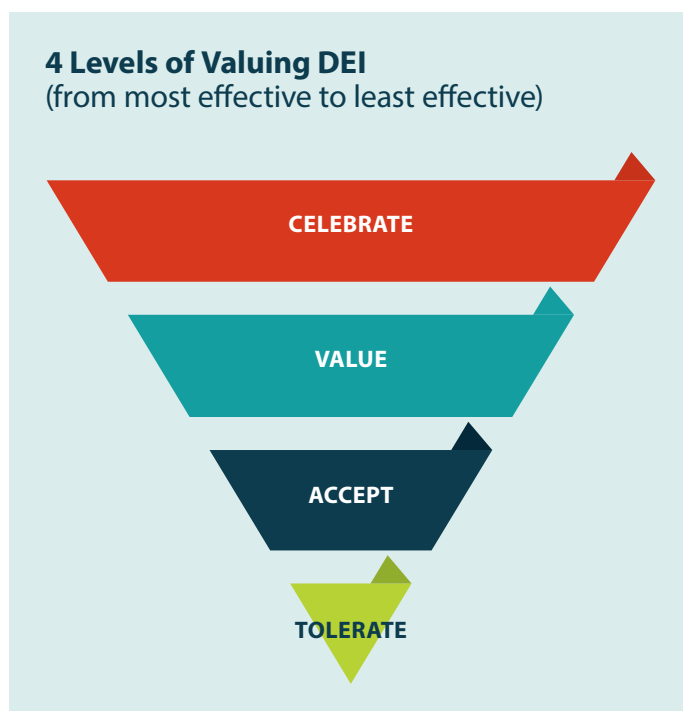 4 Levels of Valuing DEI
(from most effective to least effective)
CELEBRATE
VALUE
ACCEPT
TOLERATE